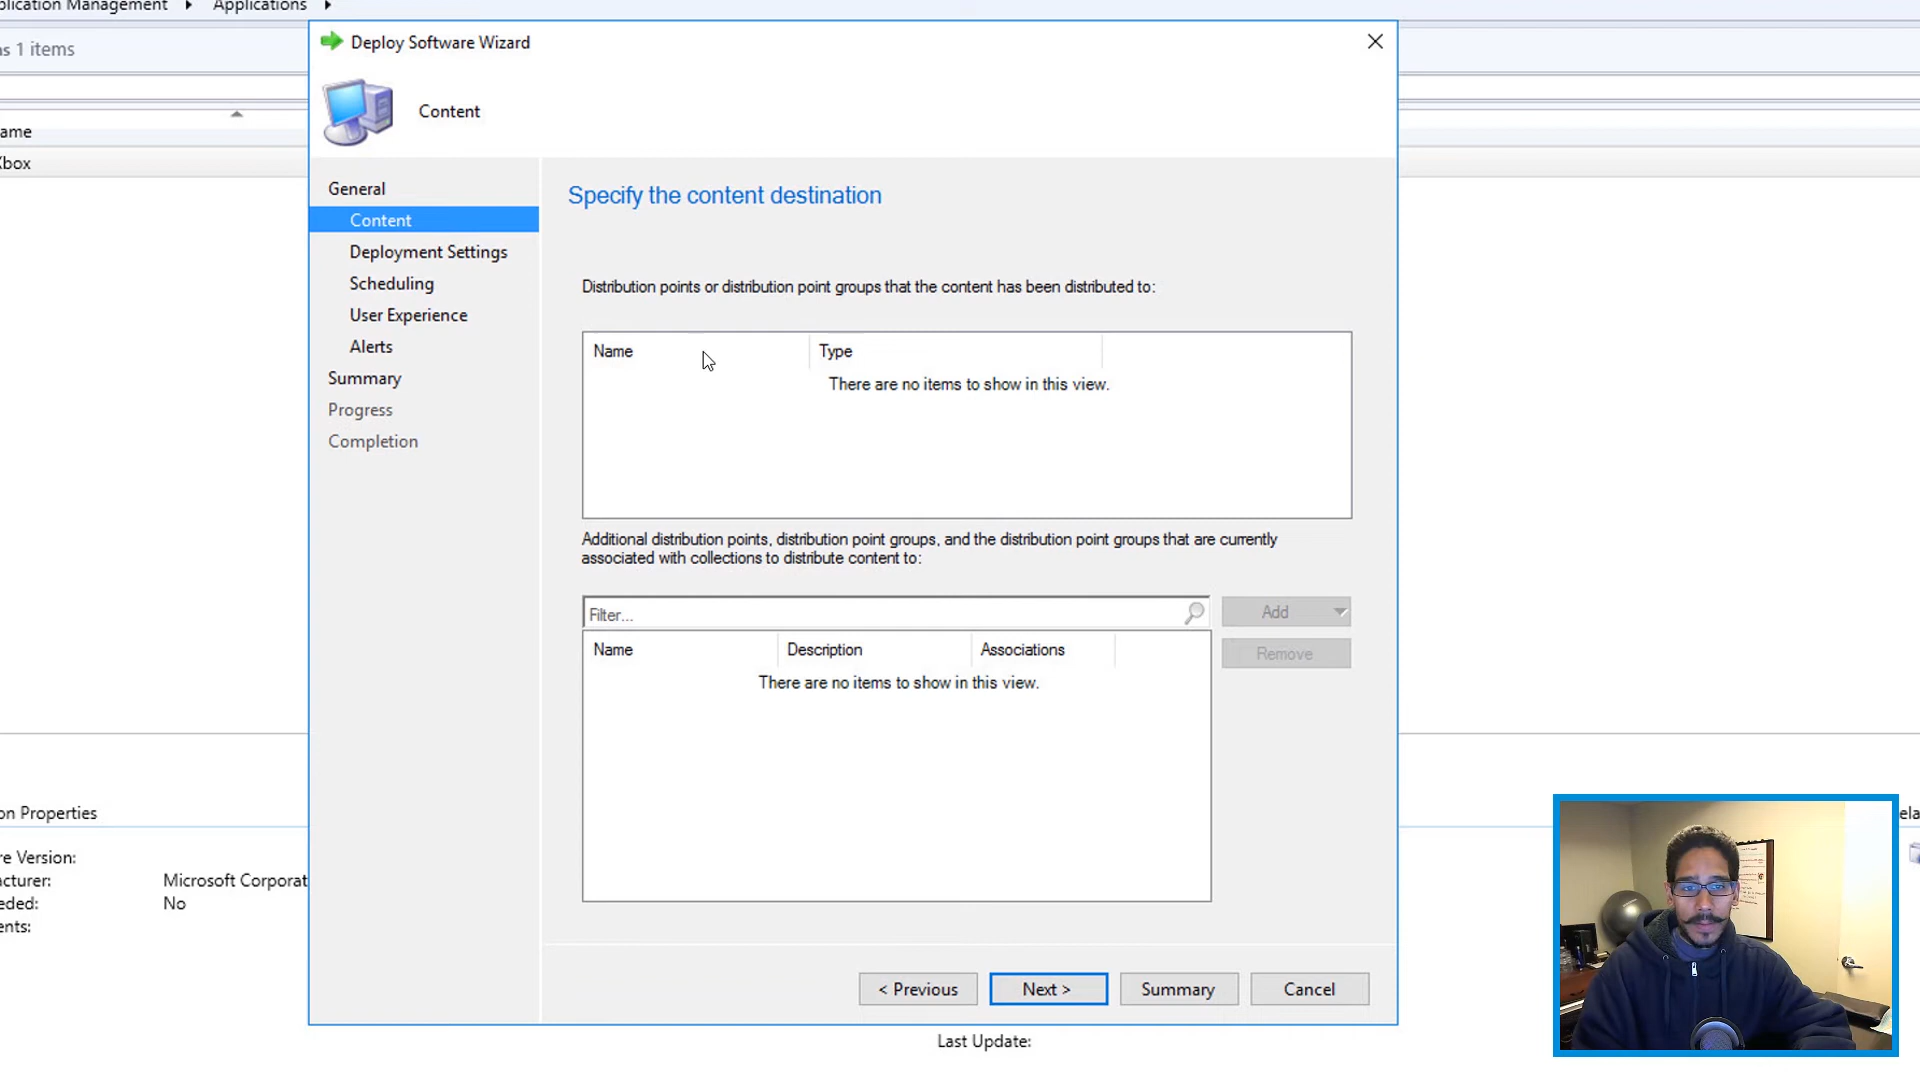 plication Management Applications
as 1 items
Deploy Software Wizard
Content
ame
Xbox
General
Content
Deployment Settings
Scheduling
User Experience
Alerts
Summary
Progress
Completion
Specify the content destination
Distribution points or distribution point groups that the content has been distributed to:
Name Type
There are no items to show in this view.
Additional distribution points, distribution point groups, and the distribution point groups that are currently
associated with collections to distribute content to:
Filter...
Add
Remove
Name Description Associations
There are no items to show in this view.
on Properties
re Version:
acturer: Microsoft Corporat
eded: No
ents:
ela
< Previous Next > Summary Cancel
Last Update: